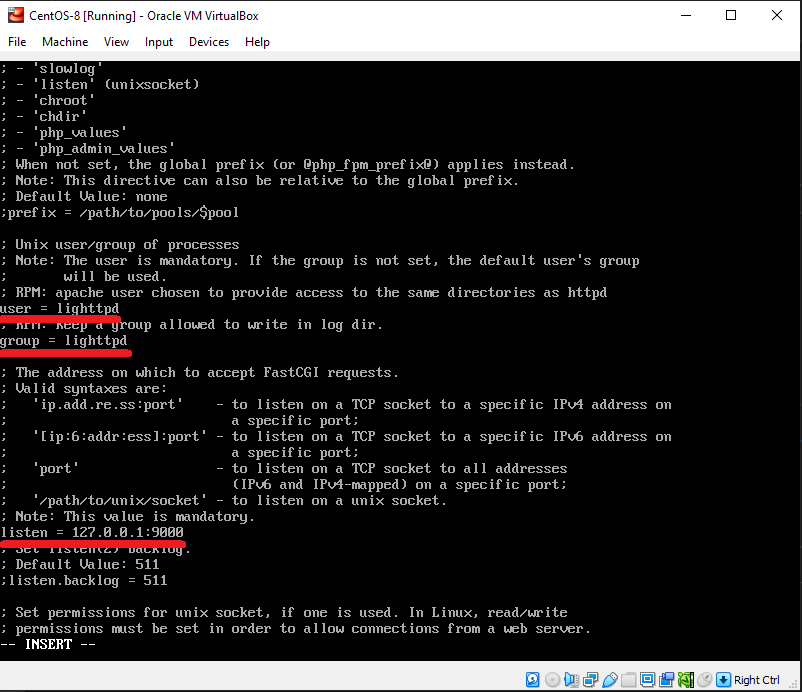 CentOS-8 [Running] - Oracle VM VirtualBox
File Machine View Input Devices Help
; - 'slowlog'
; - 'listen' (unixsocket)
; - 'chroot'
; - 'chdir'
; - 'php_values'
; - 'php_admin_values'
; When not set, the global prefix (or @php_fpm_prefix@) applies instead.
; Note: This directive can also be relative to the global prefix.
; Default Value: none
;prefix = /path/to/pools/$pool
; Unix user/group of processes
; Note: The user is mandatory. If the group is not set, the default user's group
;       will be used.
; RPM: apache user chosen to provide access to the same directories as httpd
user = lighttpd
; RPM: Keep a group allowed to write in log dir.
group = lighttpd
; The address on which to accept FastCGI requests.
; Valid syntaxes are:
;   'ip.add.re.ss:port'    - to listen on a TCP socket to a specific IPv4 address on
;                            a specific port;
;   '[ip:6:addr:ess]:port' - to listen on a TCP socket to a specific IPv6 address on
;                            a specific port;
;   'port'                 - to listen on a TCP socket to all addresses
;                            (IPv6 and IPv4-mapped) on a specific port;
;   '/path/to/unix/socket' - to listen on a unix socket.
; Note: This value is mandatory.
listen = 127.0.0.1:9000
; Set listen(2) backlog.
; Default Value: 511
;listen.backlog = 511
; Set permissions for unix socket, if one is used. In Linux, read/write
; permissions must be set in order to allow connections from a web server.
-- INSERT --
Right Ctrl